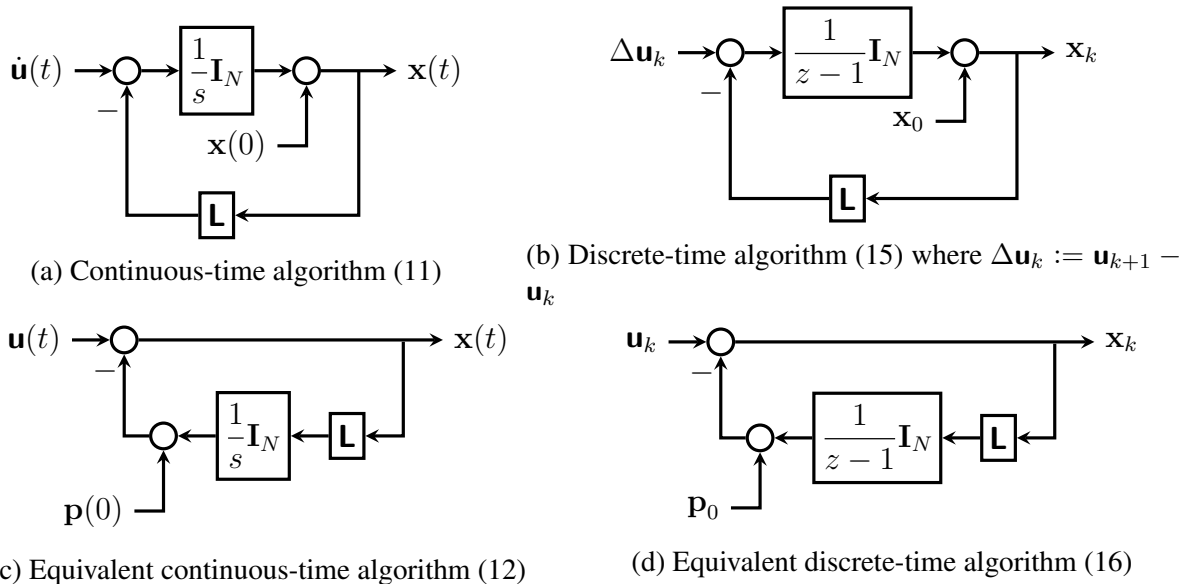 u̇(t)
1
s
I_N
x(t)
−
x(0)
L
(a) Continuous-time algorithm (11)
Δu_k
1
z − 1
I_N
x_k
−
x_0
L
(b) Discrete-time algorithm (15) where Δu_k := u_{k+1} −
u_k
u(t)
x(t)
−
1
s
I_N
L
p(0)
c) Equivalent continuous-time algorithm (12)
u_k
x_k
−
1
z − 1
I_N
L
p_0
(d) Equivalent discrete-time algorithm (16)